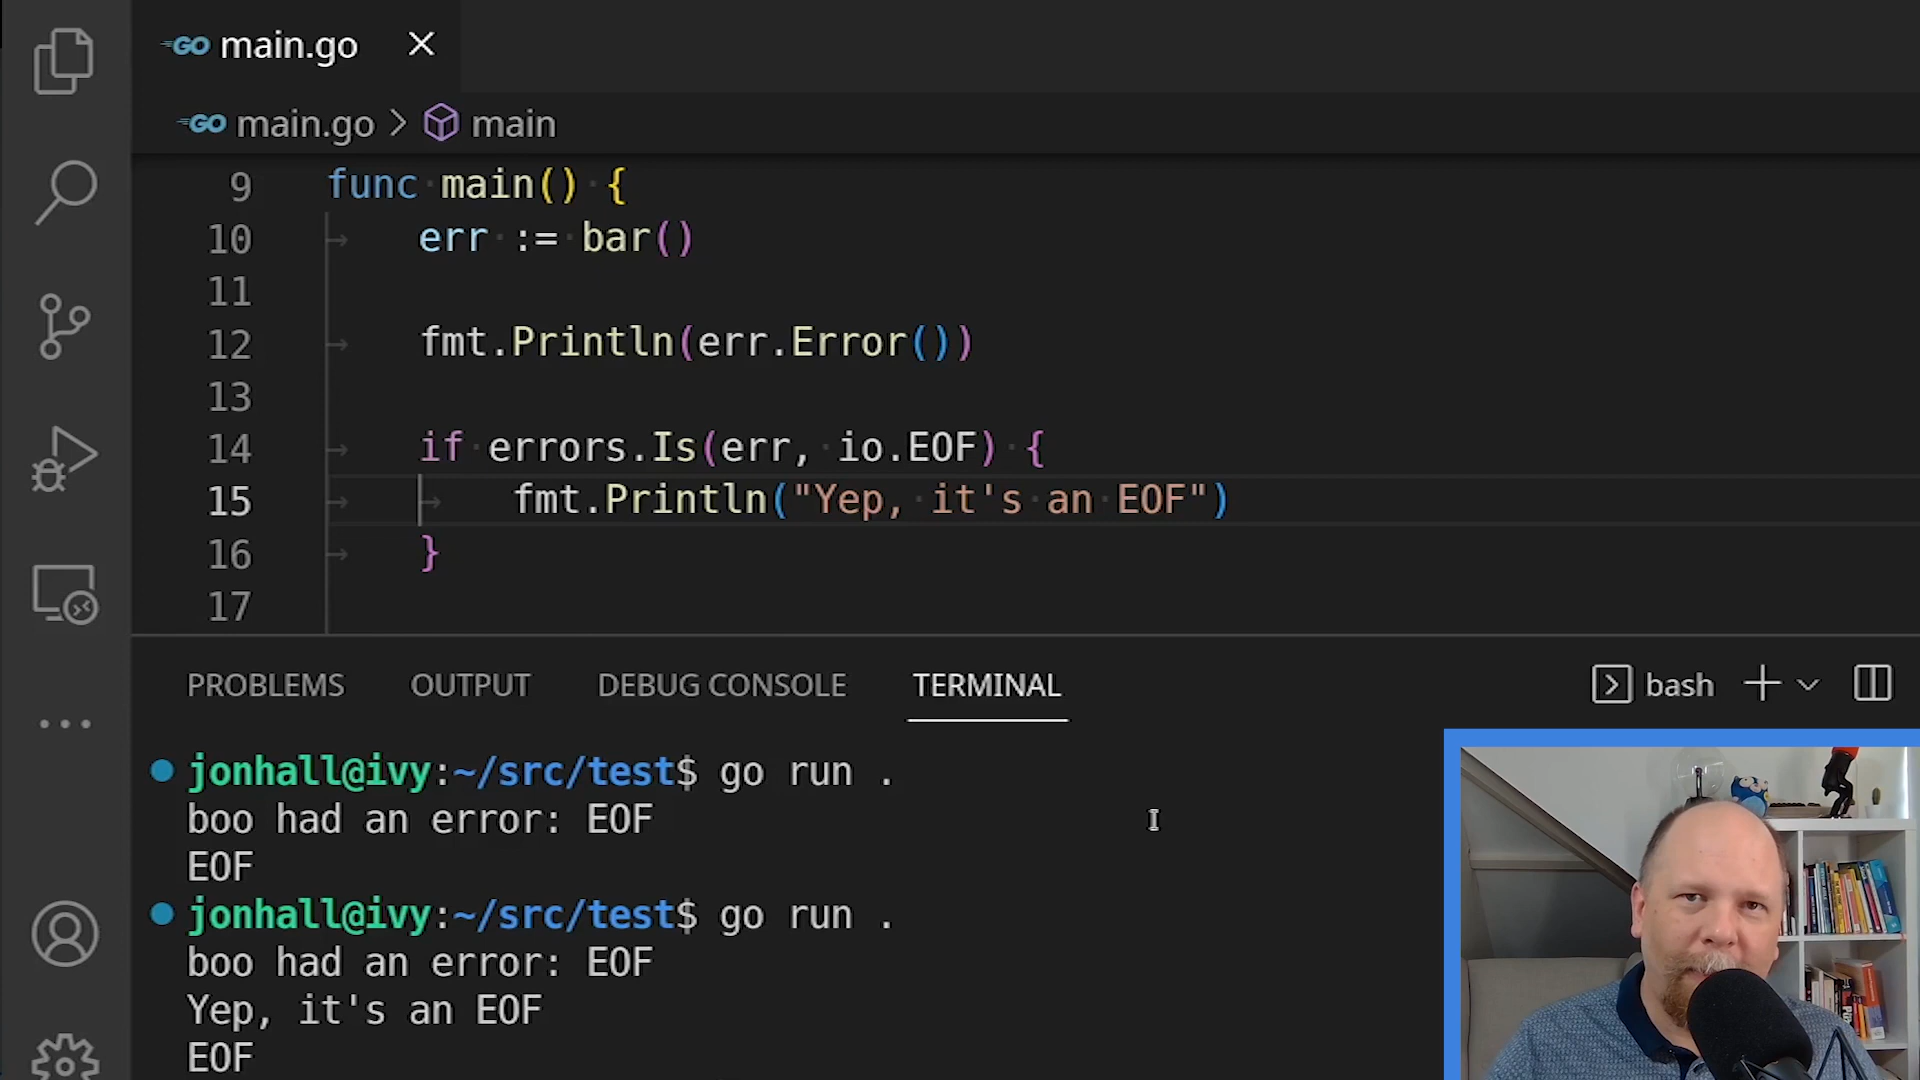 GO main.go
GO main.go > main
9 func main() {
10 err := bar()
11
12 fmt.Println(err.Error())
13
14 if errors.Is(err, io.EOF) {
15 fmt.Println("Yep, it's an EOF")
16 }
17
PROBLEMS OUTPUT DEBUG CONSOLE TERMINAL bash
jonhall@ivy:~/src/test$ go run .
boo had an error: EOF
EOF
jonhall@ivy:~/src/test$ go run .
boo had an error: EOF
Yep, it's an EOF
EOF